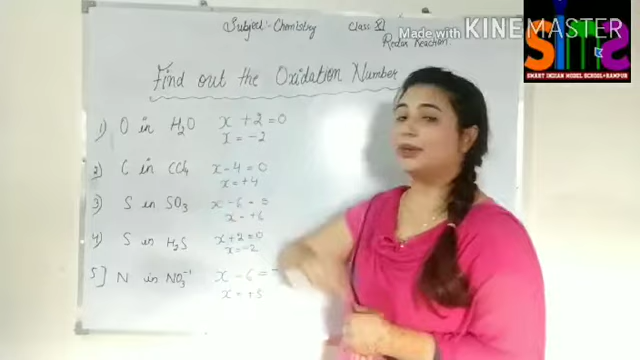 Made with KINEMASTER
Subject:- Chemistry Class XI
SIMS
Redox Reaction.
SMART INDIAN MODEL SCHOOL-RAMPUR
Find out the Oxidation Number
1) O in H₂O x + 2 = 0
x = -2
2) C in CCl₄ x - 4 = 0
x = +4
3) S in SO₃ x - 6 = 0
x = +6
4) S in H₂S x + 2 = 0
x = -2
5] N in NO₃⁻¹ x - 6 = -
x = +5